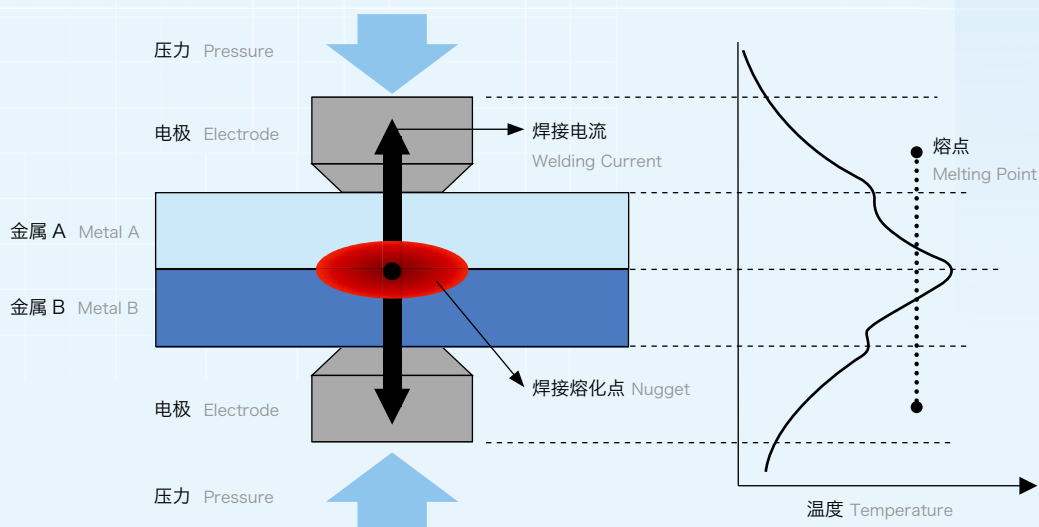 压力 Pressure
电极 Electrode
焊接电流
Welding Current
熔点
Melting Point
金属 A Metal A
金属 B Metal B
焊接熔化点 Nugget
电极 Electrode
压力 Pressure
温度 Temperature